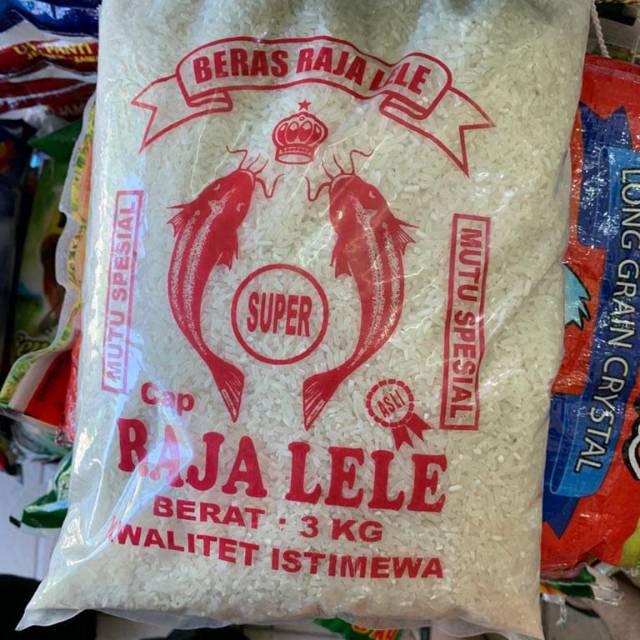 BERAS RAJA LELE
MUTU SPESIAL
MUTU SPESIAL
SUPER
Cap
ASLI
RAJA LELE
BERAT · 3 KG
KWALITET ISTIMEWA
LONG GRAIN CRYSTAL